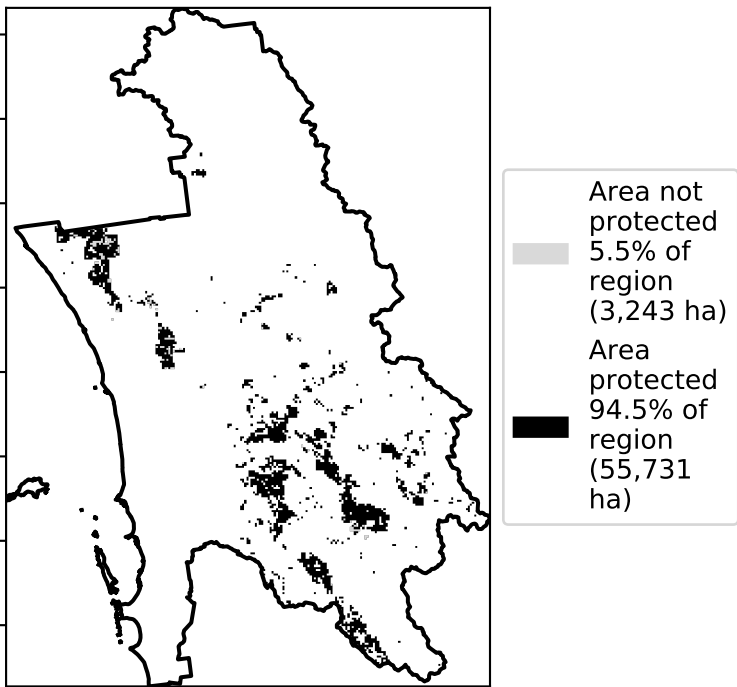 Area not
protected
5.5% of
region
(3,243 ha)
Area
protected
94.5% of
region
(55,731
ha)